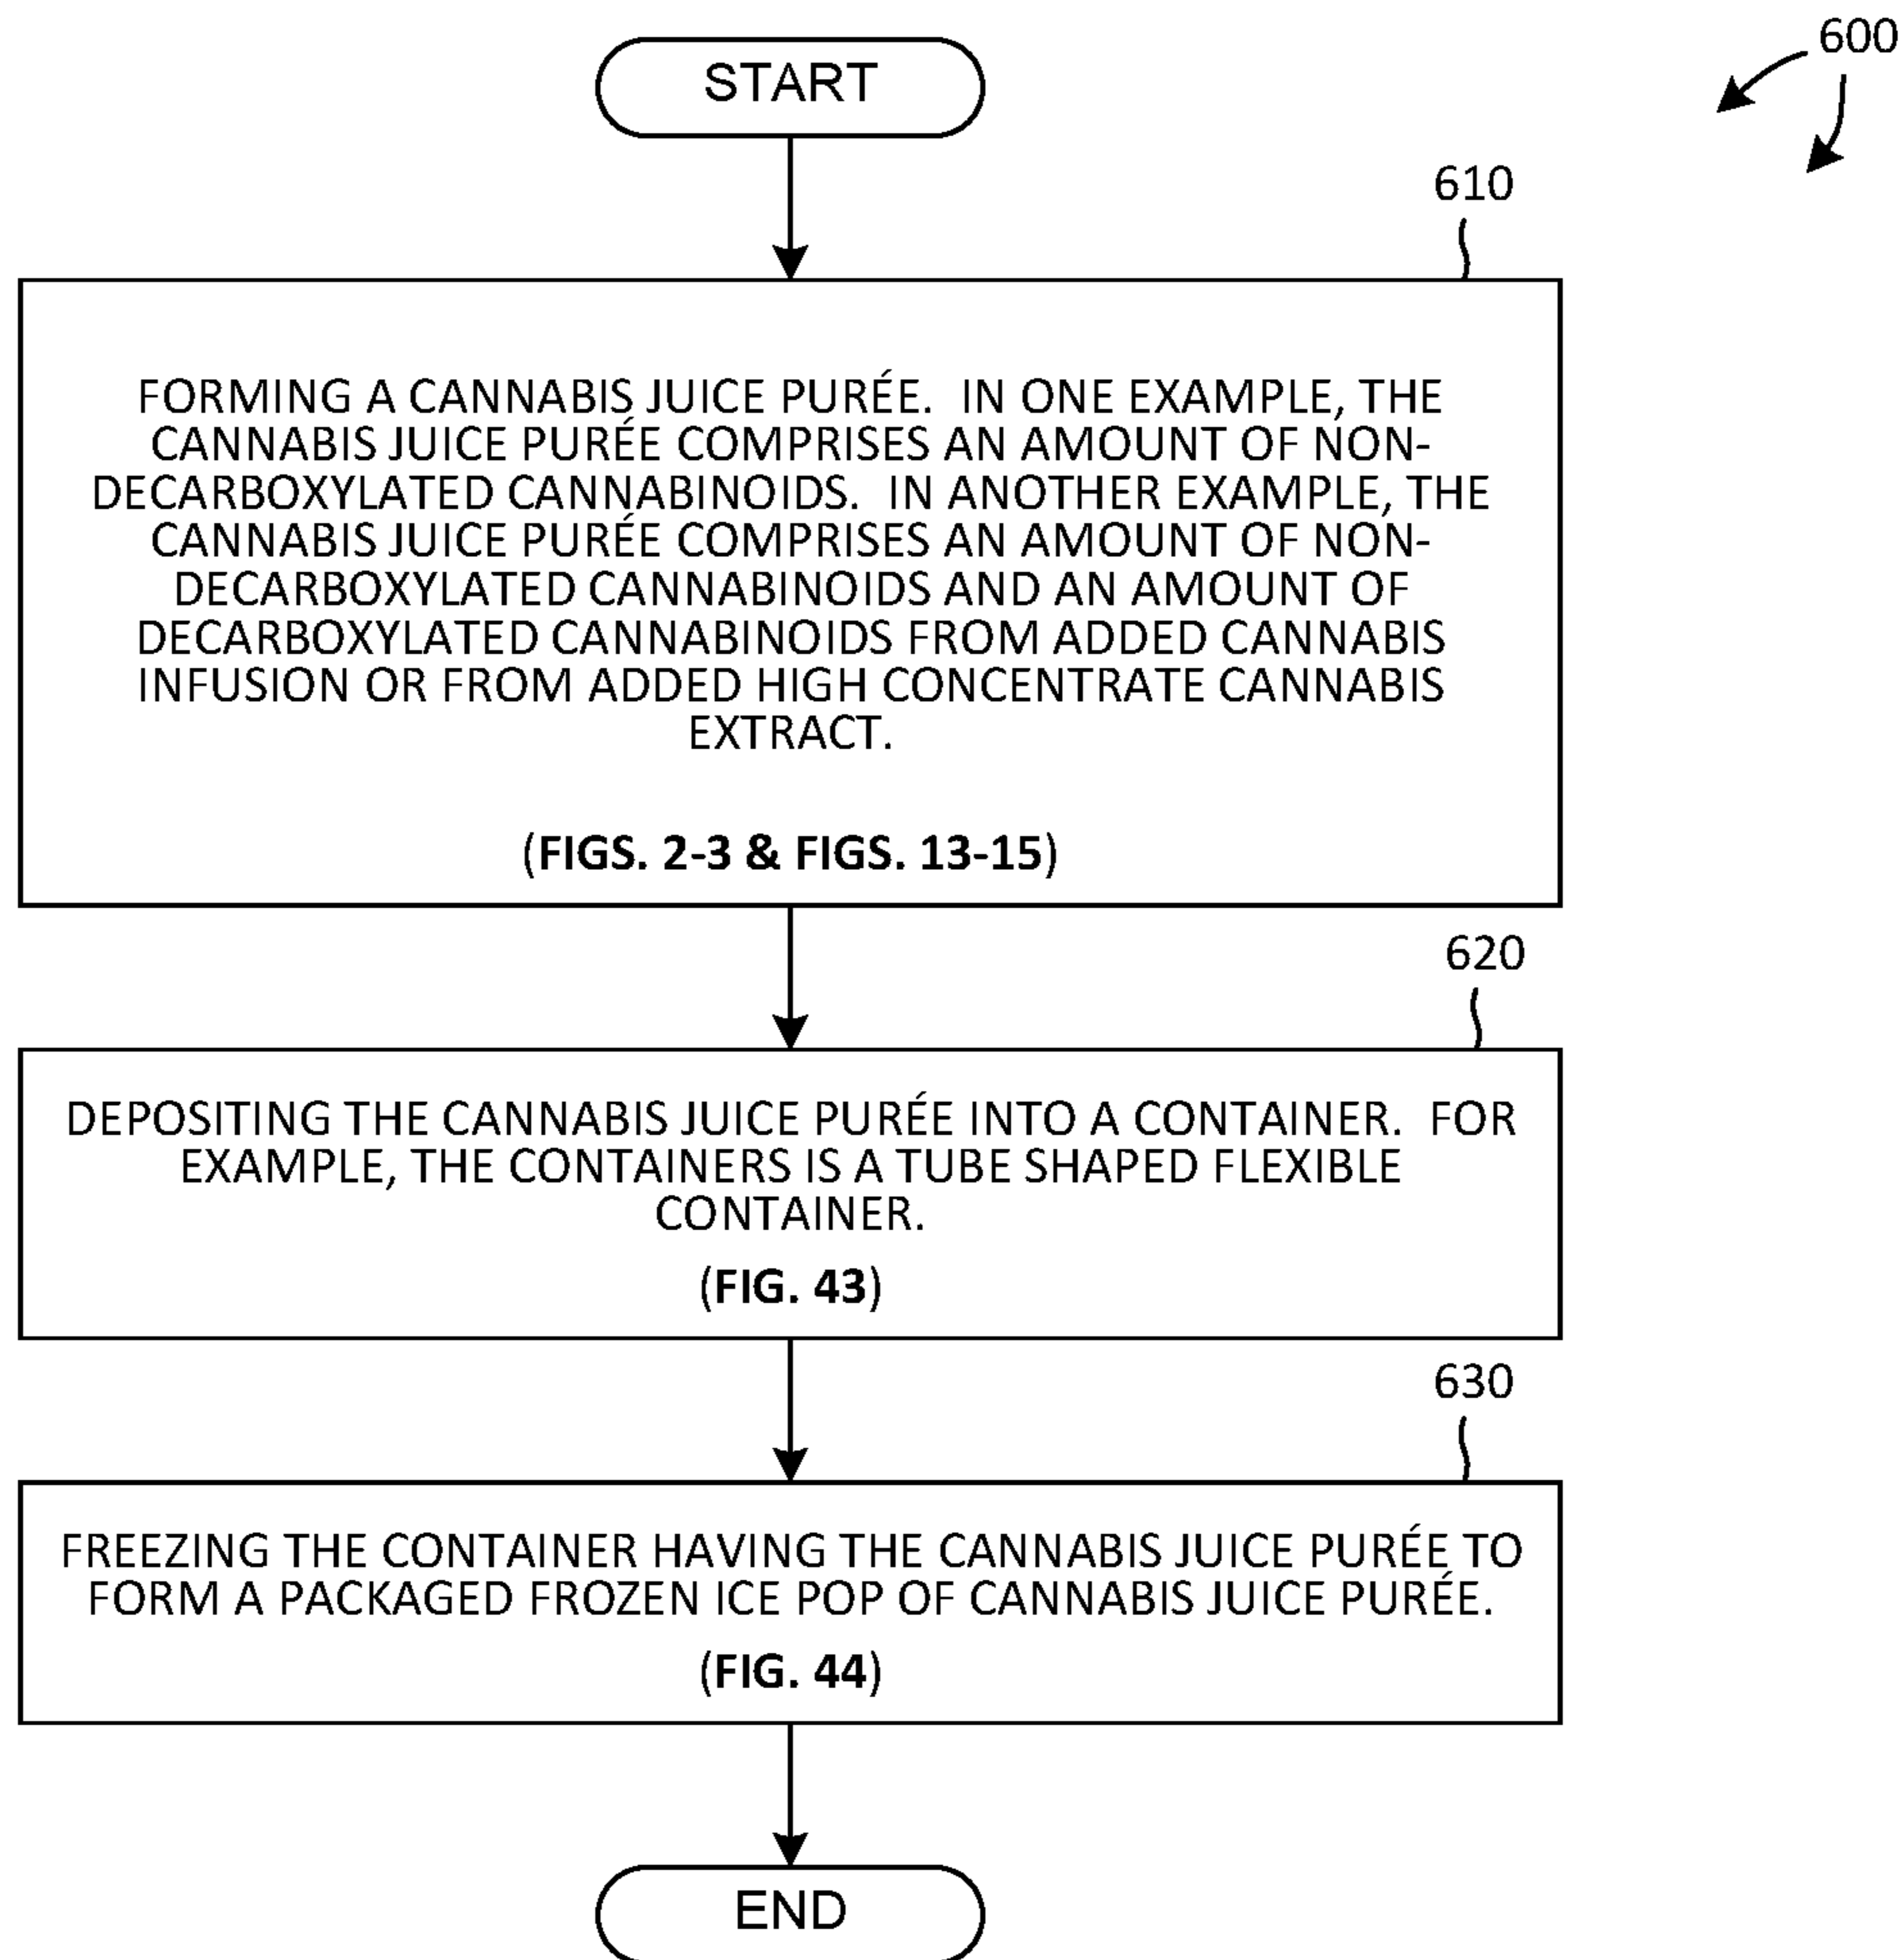 START
600
610
FORMING A CANNABIS JUICE PURÉE. IN ONE EXAMPLE, THE
CANNABIS JUICE PURÉE COMPRISES AN AMOUNT OF NON-
DECARBOXYLATED CANNABINOIDS. IN ANOTHER EXAMPLE, THE
CANNABIS JUICE PURÉE COMPRISES AN AMOUNT OF NON-
DECARBOXYLATED CANNABINOIDS AND AN AMOUNT OF
DECARBOXYLATED CANNABINOIDS FROM ADDED CANNABIS
INFUSION OR FROM ADDED HIGH CONCENTRATE CANNABIS
EXTRACT.
(FIGS. 2-3 & FIGS. 13-15)
620
DEPOSITING THE CANNABIS JUICE PURÉE INTO A CONTAINER. FOR
EXAMPLE, THE CONTAINERS IS A TUBE SHAPED FLEXIBLE
CONTAINER.
(FIG. 43)
630
FREEZING THE CONTAINER HAVING THE CANNABIS JUICE PURÉE TO
FORM A PACKAGED FROZEN ICE POP OF CANNABIS JUICE PURÉE.
(FIG. 44)
END